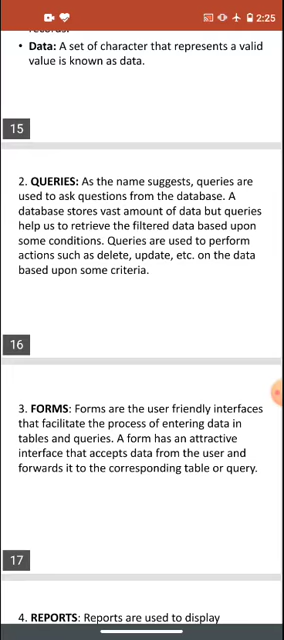 2:25
• Data: A set of character that represents a valid
value is known as data.
15
2. QUERIES: As the name suggests, queries are
used to ask questions from the database. A
database stores vast amount of data but queries
help us to retrieve the filtered data based upon
some conditions. Queries are used to perform
actions such as delete, update, etc. on the data
based upon some criteria.
16
3. FORMS: Forms are the user friendly interfaces
that facilitate the process of entering data in
tables and queries. A form has an attractive
interface that accepts data from the user and
forwards it to the corresponding table or query.
17
4. REPORTS: Reports are used to display